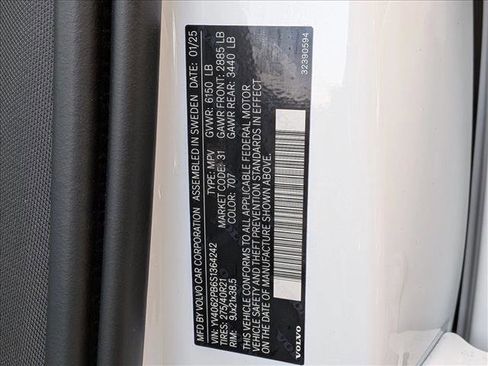 MFD BY VOLVO CAR CORPORATION ASSEMBLED IN SWEDEN DATE: 01/25
VIN: YV4062PB6S1364242 TYPE: MPV GVWR: 6150 LB
TIRES: 275/40R21 MARKET CODE: 31 GAWR FRONT: 2885 LB
RIM: 9Jx21x38.5 COLOR: 707 GAWR REAR: 3440 LB
THIS VEHICLE CONFORMS TO ALL APPLICABLE FEDERAL MOTOR
VEHICLE SAFETY AND THEFT PREVENTION STANDARDS IN EFFECT
ON THE DATE OF MANUFACTURE SHOWN ABOVE.
VOLVO
32390594